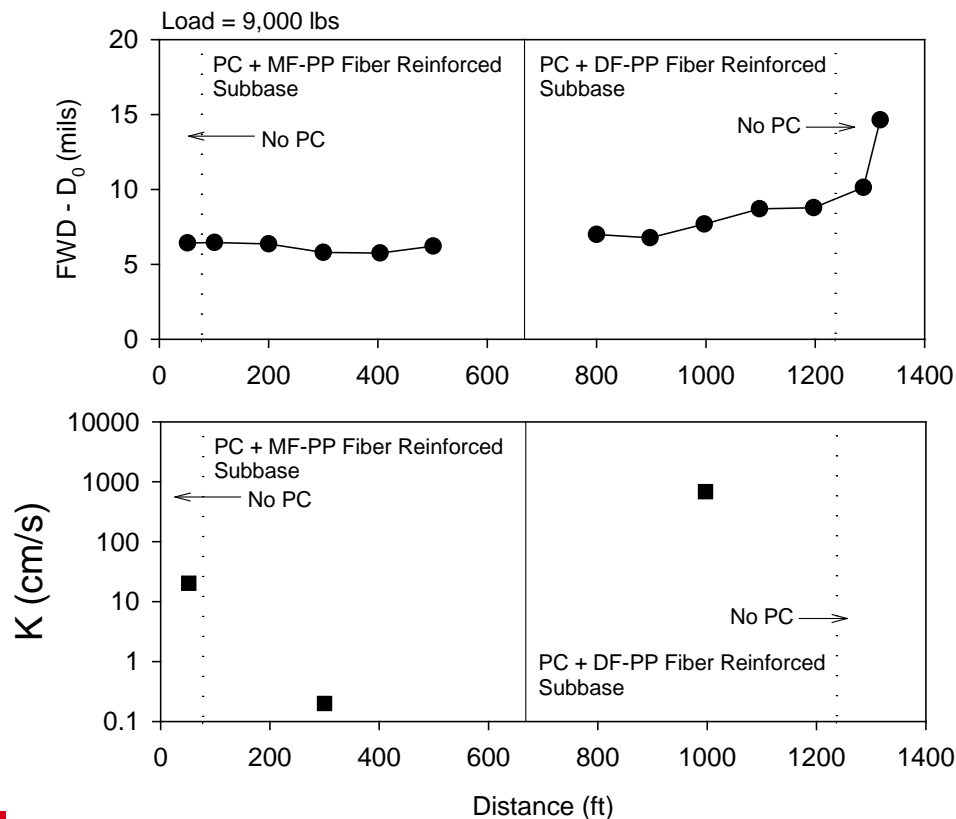 Load = 9,000 lbs
20
15
10
5
0
FWD - D0 (mils)
PC + MF-PP Fiber Reinforced
Subbase
No PC
PC + DF-PP Fiber Reinforced
Subbase
No PC
0 200 400 600 800 1000 1200 1400
10000
1000
100
10
1
0.1
K (cm/s)
PC + MF-PP Fiber Reinforced
Subbase
No PC
No PC
PC + DF-PP Fiber Reinforced
Subbase
0 200 400 600 800 1000 1200 1400
Distance (ft)